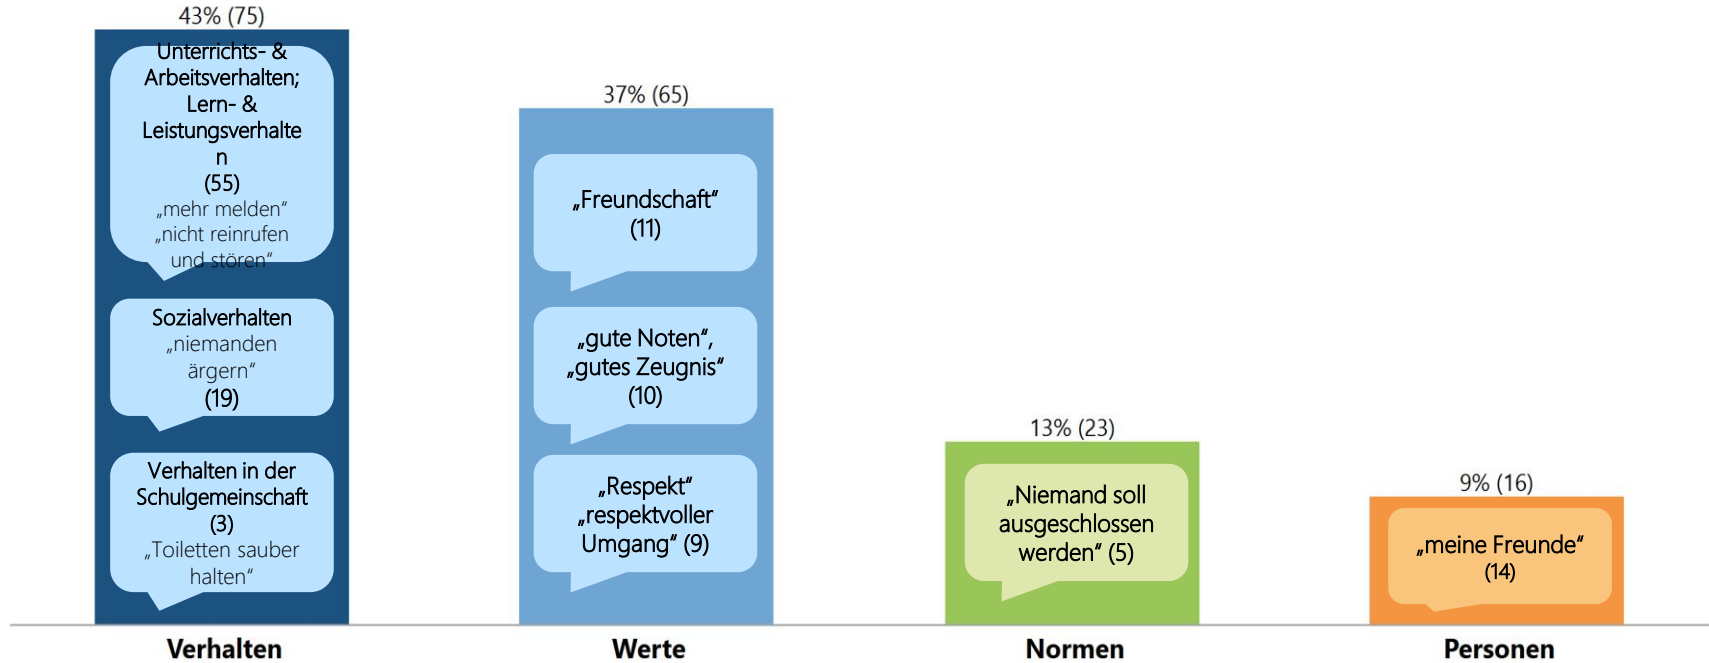 43% (75)
Unterrichts- &
Arbeitsverhalten;
Lern- &
Leistungsverhalte
n
(55)
„mehr melden“
„nicht reinrufen
und stören“
Sozialverhalten
„niemanden
ärgern“
(19)
Verhalten in der
Schulgemeinschaft
(3)
„Toiletten sauber
halten“
Verhalten
37% (65)
„Freundschaft“
(11)
„gute Noten“,
„gutes Zeugnis“
(10)
„Respekt“
„respektvoller
Umgang“ (9)
Werte
13% (23)
„Niemand soll
ausgeschlossen
werden“ (5)
Normen
9% (16)
„meine Freunde“
(14)
Personen